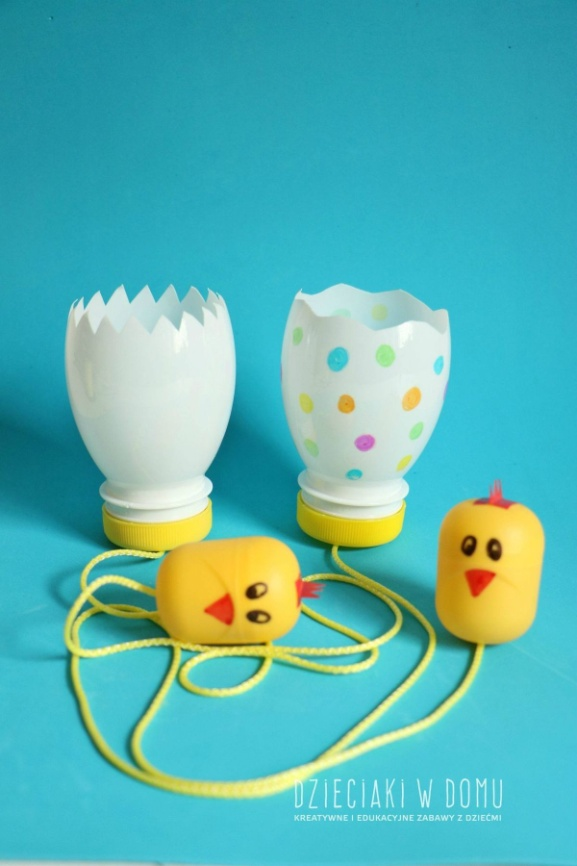 DZIECIAKI W DOMU
KREATYWNE I EDUKACYJNE ZABAWY Z DZIEĆMI